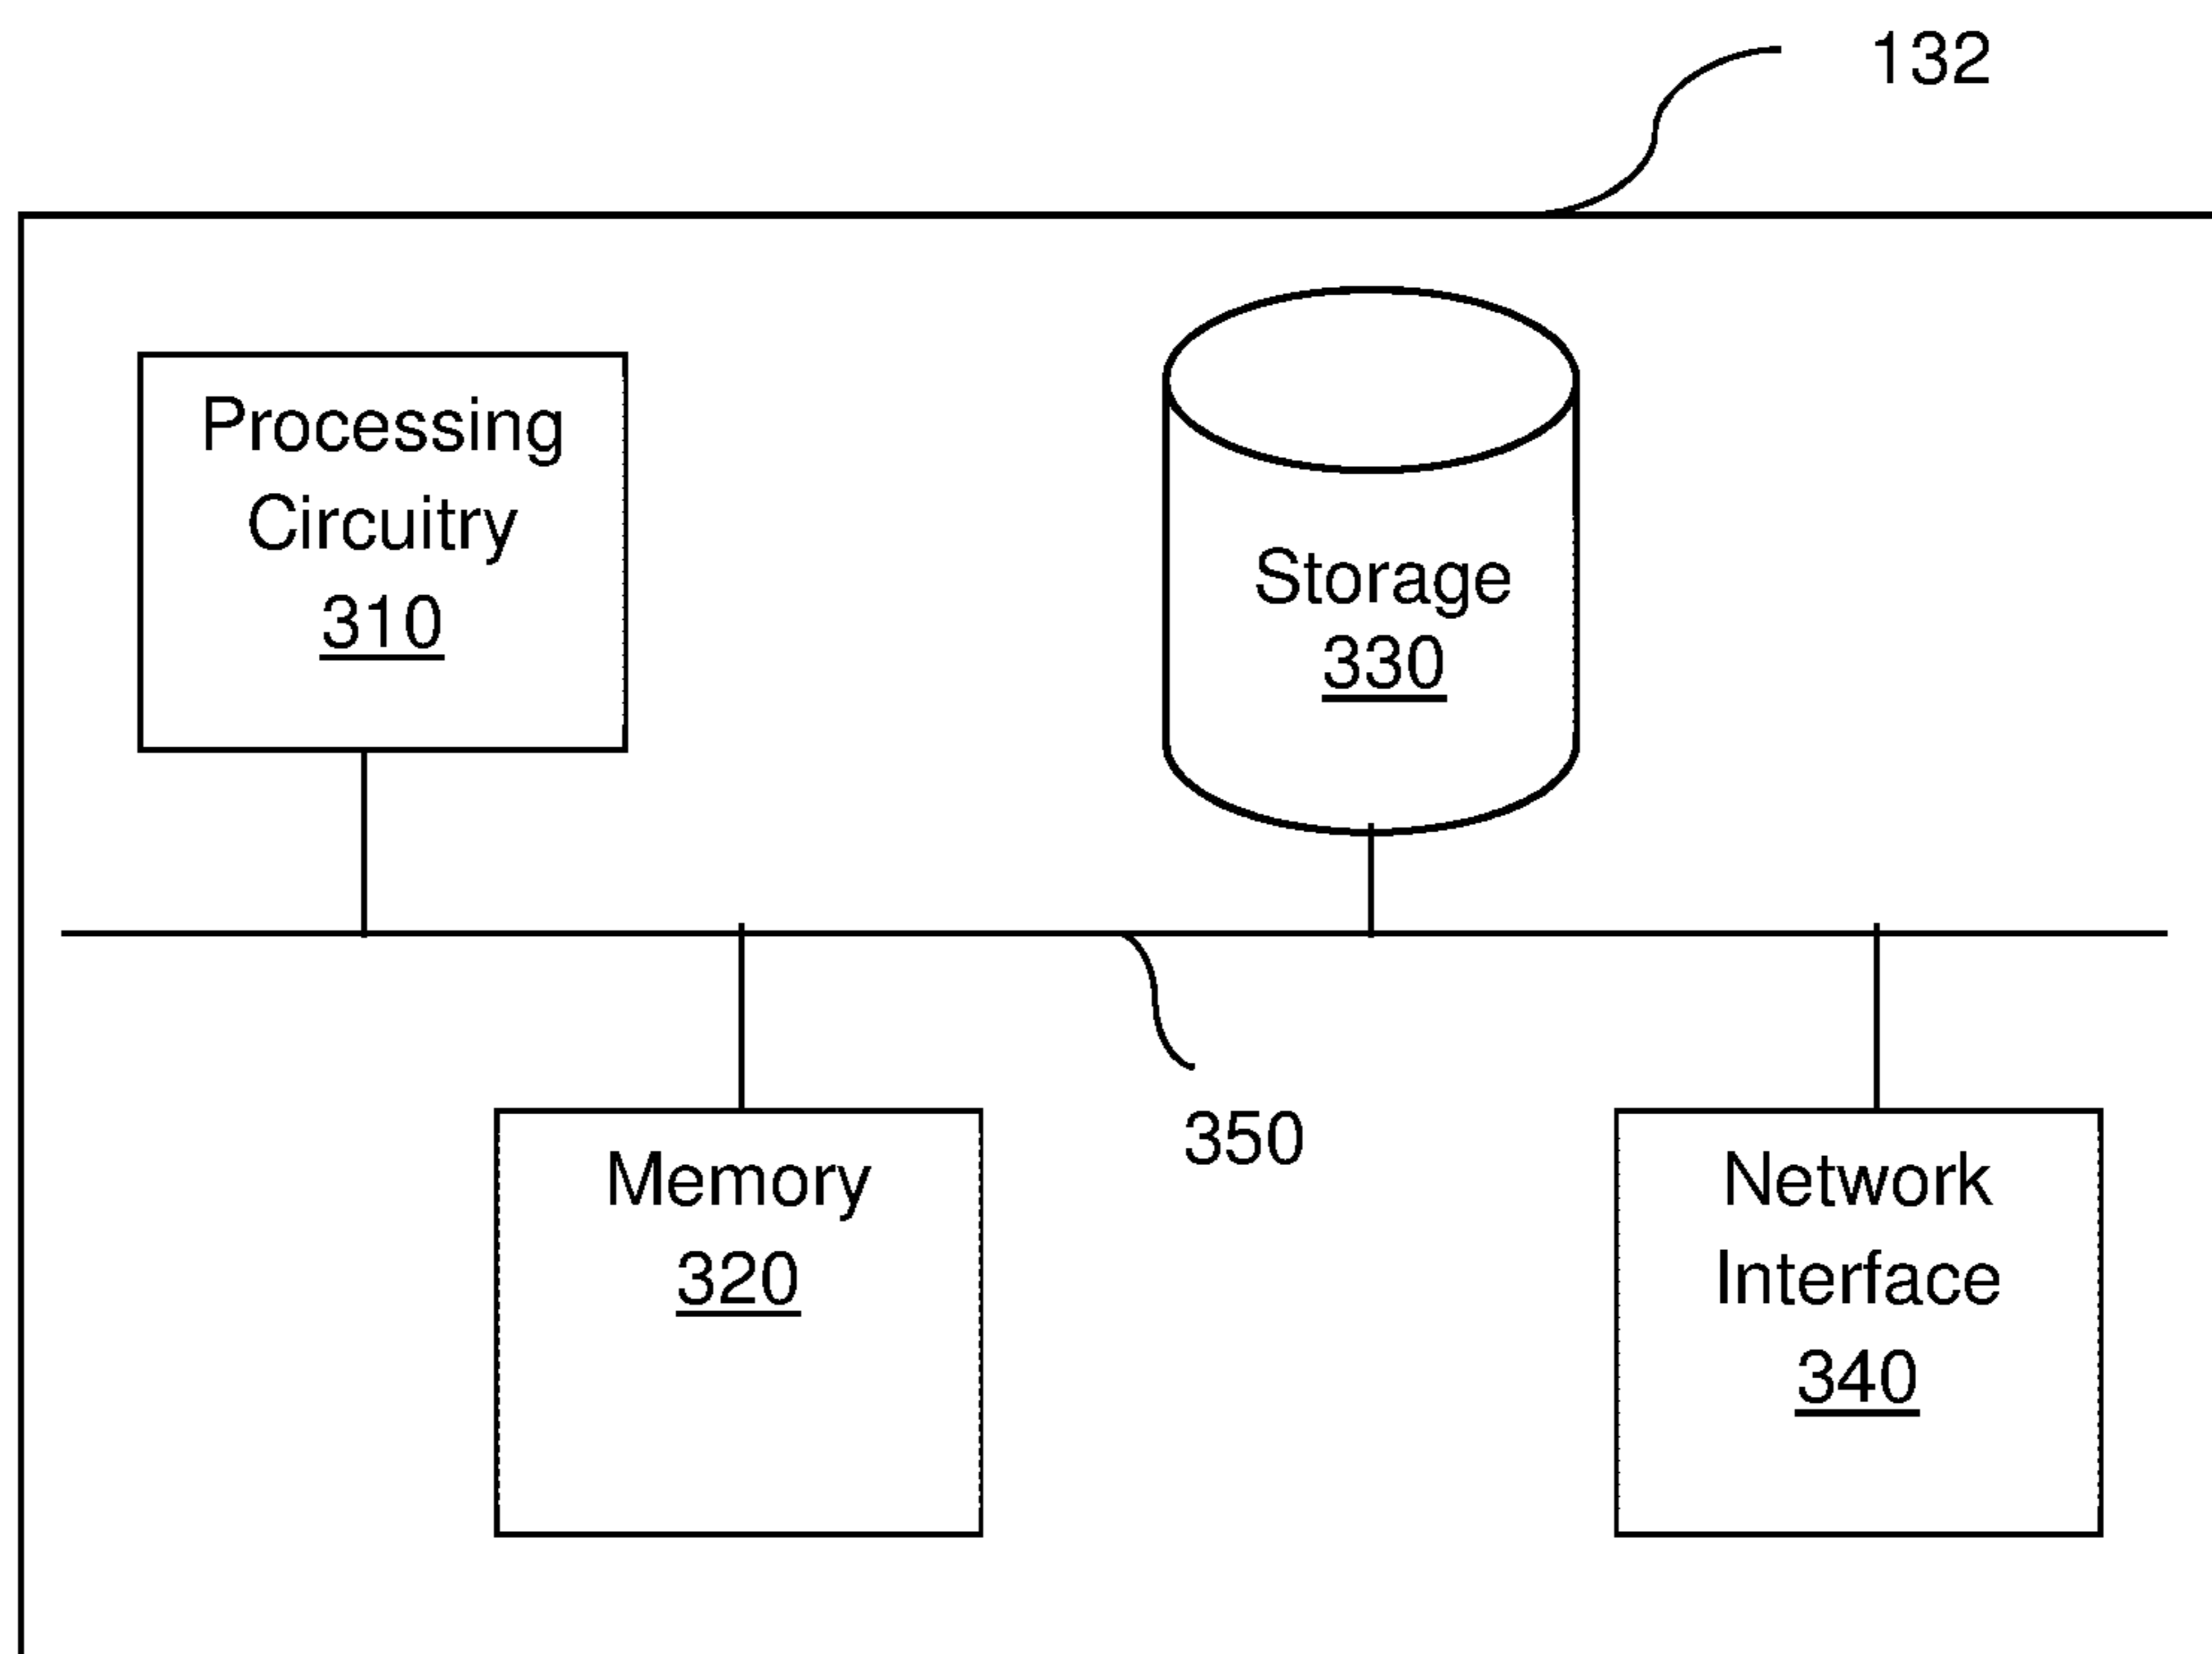 132
Processing
Circuitry
310
Storage
330
350
Memory
320
Network
Interface
340